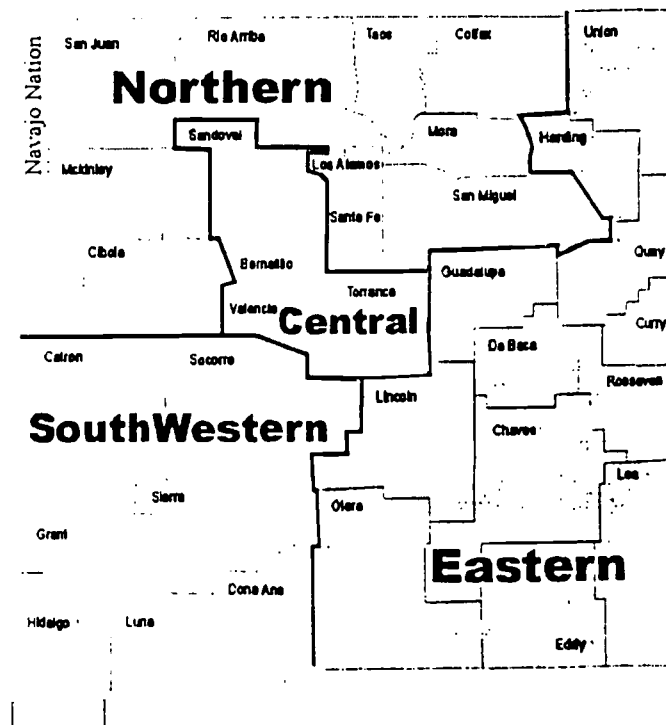 San Juan Rio Arriba Taos Colfax Union
Navajo Nation
Northern
Sandoval Mora Harding
McKinley Los Alamos
San Miguel
Santa Fe
Cibola Bernalillo Guadalupe Quay
Torrance
Valencia
Central
Curry
Catron Socorro De Baca
Roosevelt
Lincoln
SouthWestern
Chaves
Lea
Sierra Otero
Grant
Eastern
Dona Ana
Hidalgo Luna
Eddy